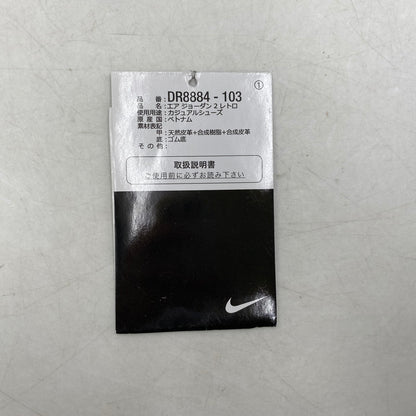 ①
品番：DR8884 - 103
品名：エア ジョーダン 2 レトロ
使用用途：カジュアルシューズ
原産国：ベトナム
素材表記
甲：天然皮革+合成樹脂+合成皮革
底：ゴム底
その他：
取扱説明書
ご使用前に必ずお読み下さい